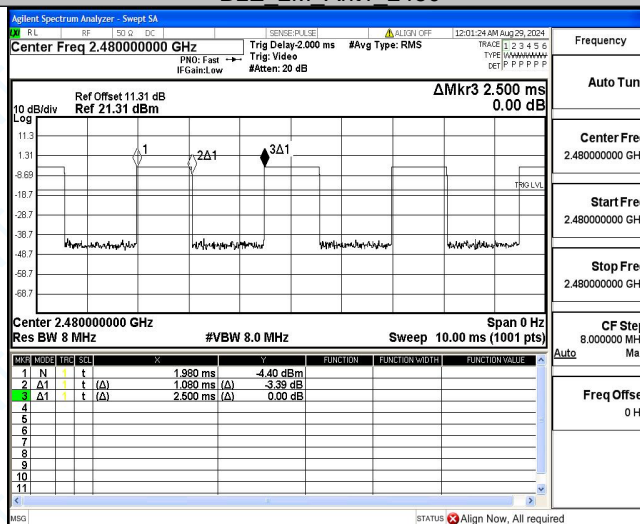 Agilent Spectrum Analyzer - Swept SA
LXI RL RF 50 Ω DC SENSE:PULSE ALIGN OFF 12:01:24 AM Aug 29, 2024
Center Freq 2.480000000 GHz
PNO: Fast
IFGain:Low
Trig Delay-2.000 ms
Trig: Video
#Atten: 20 dB
#Avg Type: RMS
TRACE 1 2 3 4 5 6
TYPE WWWWWW
DET P P P P P P
Ref Offset 11.31 dB
Ref 21.31 dBm
10 dB/div
Log
ΔMkr3 2.500 ms
0.00 dB
11.3
1.31
-8.69
-18.7
-28.7
-38.7
-48.7
-58.7
-68.7
1
2Δ1
3Δ1
TRIG LVL
Center 2.480000000 GHz
Span 0 Hz
Res BW 8 MHz
#VBW 8.0 MHz
Sweep 10.00 ms (1001 pts)
MKR MODE TRC SCL X Y FUNCTION FUNCTION WIDTH FUNCTION VALUE
1 N 1 t 1.980 ms -4.40 dBm
2 Δ1 1 t (Δ) 1.080 ms (Δ) -3.39 dB
3 Δ1 1 t (Δ) 2.500 ms (Δ) 0.00 dB
4
5
6
7
8
9
10
11
MSG
STATUS Align Now, All required
Frequency
Auto Tun
Center Fre
2.480000000 GH
Start Fre
2.480000000 GH
Stop Fre
2.480000000 GH
CF Step
8.000000 MH
Auto Ma
Freq Offse
0 H